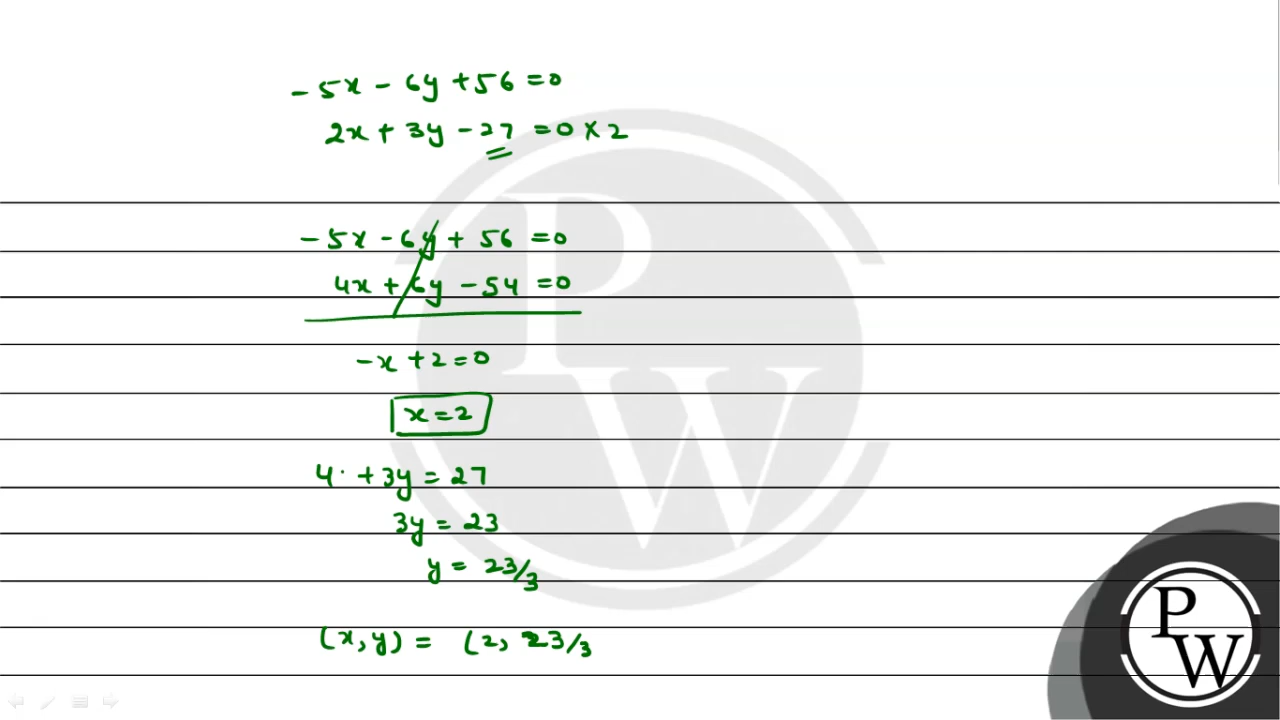 -5x - 6y + 56 = 0
2x + 3y - 27 = 0 × 2
-5x - 6y + 56 = 0
4x + 6y - 54 = 0
-x + 2 = 0
x = 2
4 + 3y = 27
3y = 23
y = 23/3
(x, y) = (2, 23/3
P
W
P
W